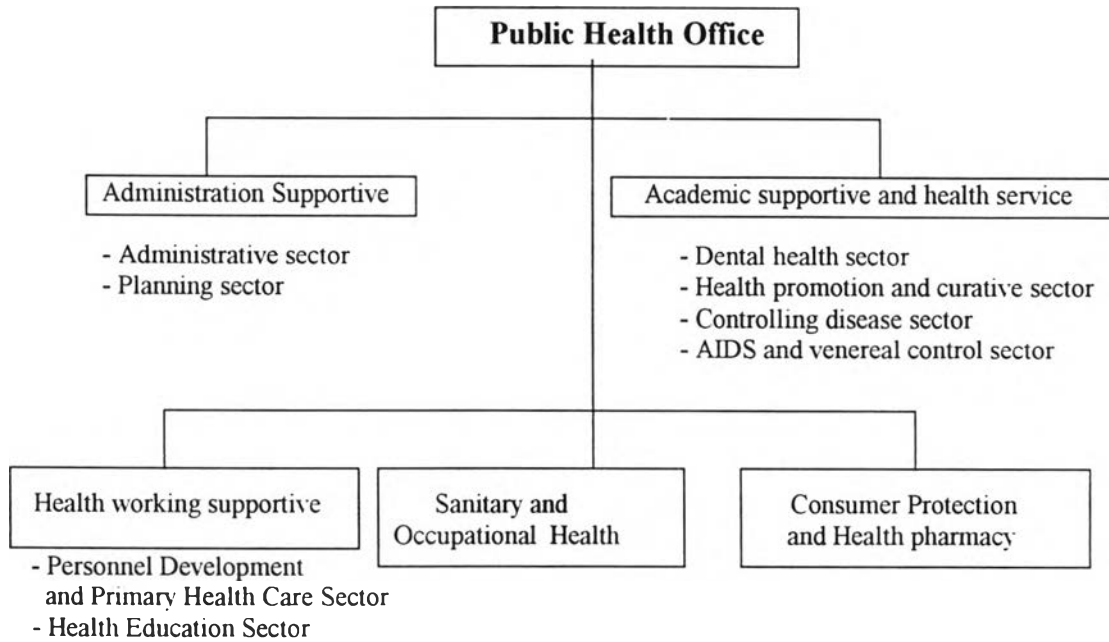 Public Health Office
Administration Supportive
- Administrative sector
- Planning sector
Academic supportive and health service
- Dental health sector
- Health promotion and curative sector
- Controlling disease sector
- AIDS and venereal control sector
Health working supportive
- Personnel Development
and Primary Health Care Sector
- Health Education Sector
Sanitary and
Occupational Health
Consumer Protection
and Health pharmacy